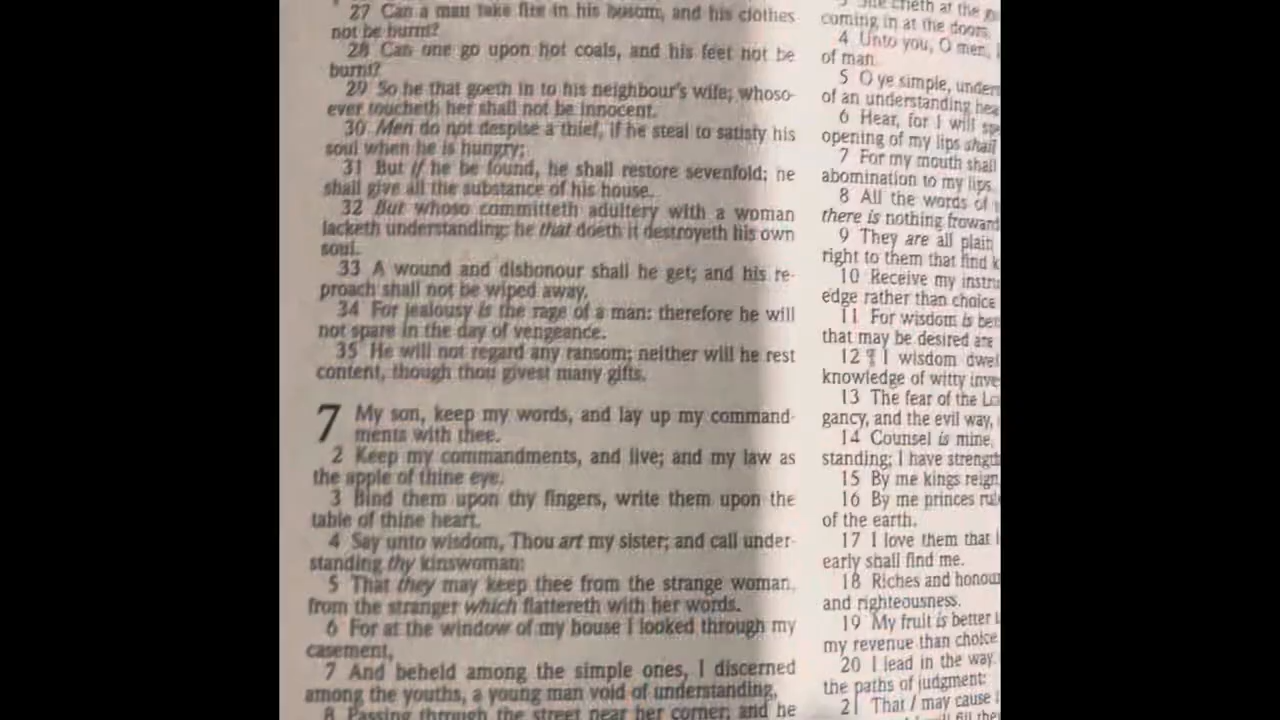 27 Can a man take fire in his bosom, and his clothes
not be burnt?
28 Can one go upon hot coals, and his feet not be
burnt?
29 So he that goeth in to his neighbour's wife; whoso-
ever toucheth her shall not be innocent.
30 Men do not despise a thief, if he steal to satisfy his
soul when he is hungry;
31 But if he be found, he shall restore sevenfold; he
shall give all the substance of his house.
32 But whoso committeth adultery with a woman
lacketh understanding: he that doeth it destroyeth his own
soul.
33 A wound and dishonour shall he get; and his re-
proach shall not be wiped away.
34 For jealousy is the rage of a man: therefore he will
not spare in the day of vengeance.
35 He will not regard any ransom; neither will he rest
content, though thou givest many gifts.
7 My son, keep my words, and lay up my command-
ments with thee.
2 Keep my commandments, and live; and my law as
the apple of thine eye.
3 Bind them upon thy fingers, write them upon the
table of thine heart.
4 Say unto wisdom, Thou art my sister; and call under-
standing thy kinswoman:
5 That they may keep thee from the strange woman,
from the stranger which flattereth with her words.
6 For at the window of my house I looked through my
casement,
7 And beheld among the simple ones, I discerned
among the youths, a young man void of understanding,
8 Passing through the street near her corner; and he
crieth at the
coming in at the doors.
4 Unto you, O men,
of man.
5 O ye simple,
of an understanding
6 Hear, for I will
opening of my lips shall
7 For my mouth shall
abomination to my lips.
8 All the words of
there is nothing froward
9 They are all plain
right to them that find
10 Receive my
edge rather than choice
11 For wisdom is
that may be desired are
12 ¶ I wisdom
knowledge of witty
13 The fear of the
gancy, and the evil way,
14 Counsel is mine,
standing; I have
15 By me kings reign
16 By me princes
of the earth.
17 I love them that
early shall find me.
18 Riches and
and righteousness.
19 My fruit is better
my revenue than choice
20 I lead in the way
the paths of judgment:
21 That I may cause